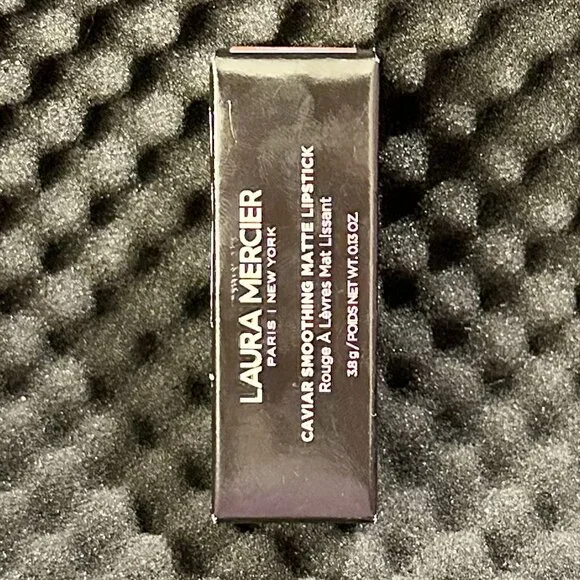 LAURA MERCIER
PARIS | NEW YORK
CAVIAR SMOOTHING MATTE LIPSTICK
Rouge À Lèvres Mat Lissant
3.8 g / POIDS NET WT. 0.13 OZ.